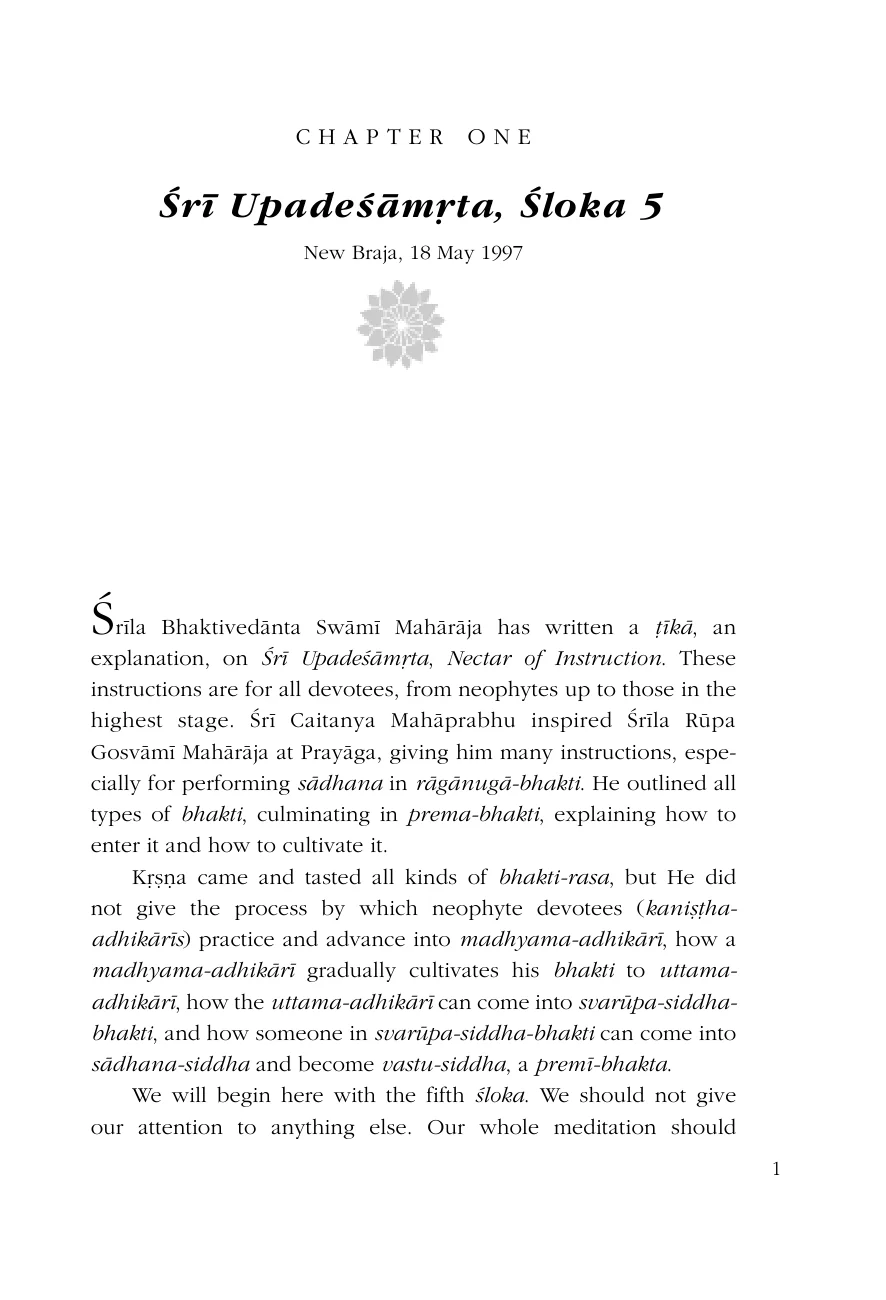 CHAPTER ONE
Śrī Upadeśāmṛta, Śloka 5
New Braja, 18 May 1997
Śrīla Bhaktivedānta Swāmī Mahārāja has written a ṭīkā, an
explanation, on Śrī Upadeśāmṛta, Nectar of Instruction. These
instructions are for all devotees, from neophytes up to those in the
highest stage. Śrī Caitanya Mahāprabhu inspired Śrīla Rūpa
Gosvāmī Mahārāja at Prayāga, giving him many instructions, espe-
cially for performing sādhana in rāgānugā-bhakti. He outlined all
types of bhakti, culminating in prema-bhakti, explaining how to
enter it and how to cultivate it.
Kṛṣṇa came and tasted all kinds of bhakti-rasa, but He did
not give the process by which neophyte devotees (kaniṣṭha-
adhikārīs) practice and advance into madhyama-adhikārī, how a
madhyama-adhikārī gradually cultivates his bhakti to uttama-
adhikārī, how the uttama-adhikārī can come into svarūpa-siddha-
bhakti, and how someone in svarūpa-siddha-bhakti can come into
sādhana-siddha and become vastu-siddha, a premī-bhakta.
We will begin here with the fifth śloka. We should not give
our attention to anything else. Our whole meditation should
1